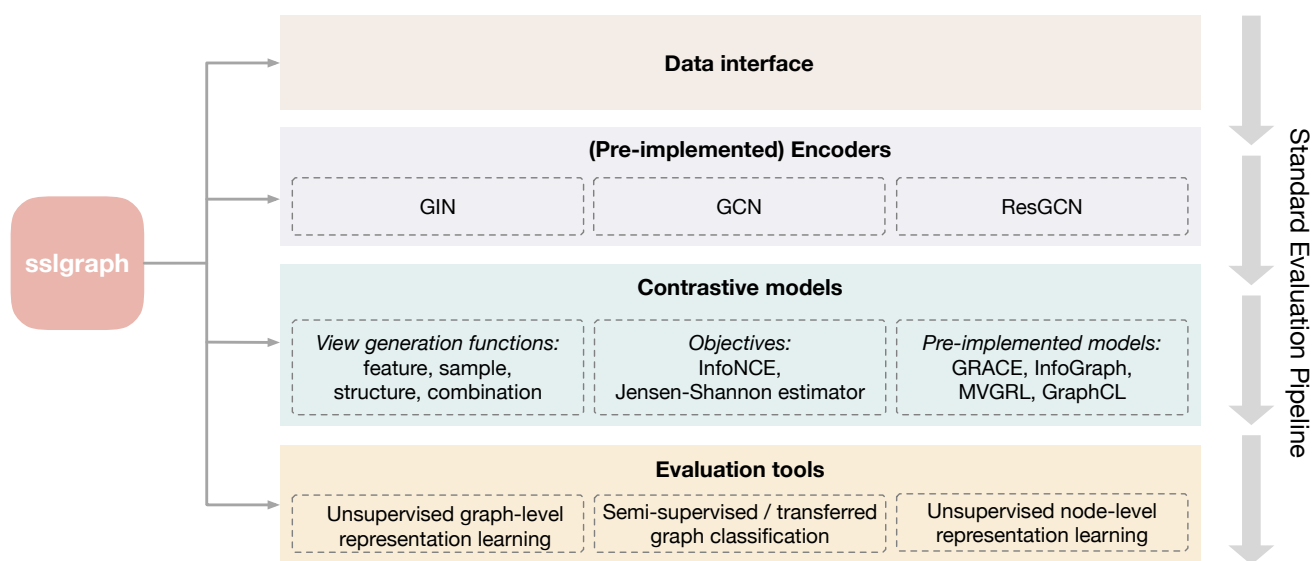 Data interface
(Pre-implemented) Encoders
GIN
GCN
ResGCN
sslgraph
Contrastive models
View generation functions:
feature, sample,
structure, combination
Objectives:
InfoNCE,
Jensen-Shannon estimator
Pre-implemented models:
GRACE, InfoGraph,
MVGRL, GraphCL
Evaluation tools
Unsupervised graph-level
representation learning
Semi-supervised / transferred
graph classification
Unsupervised node-level
representation learning
Standard Evaluation Pipeline